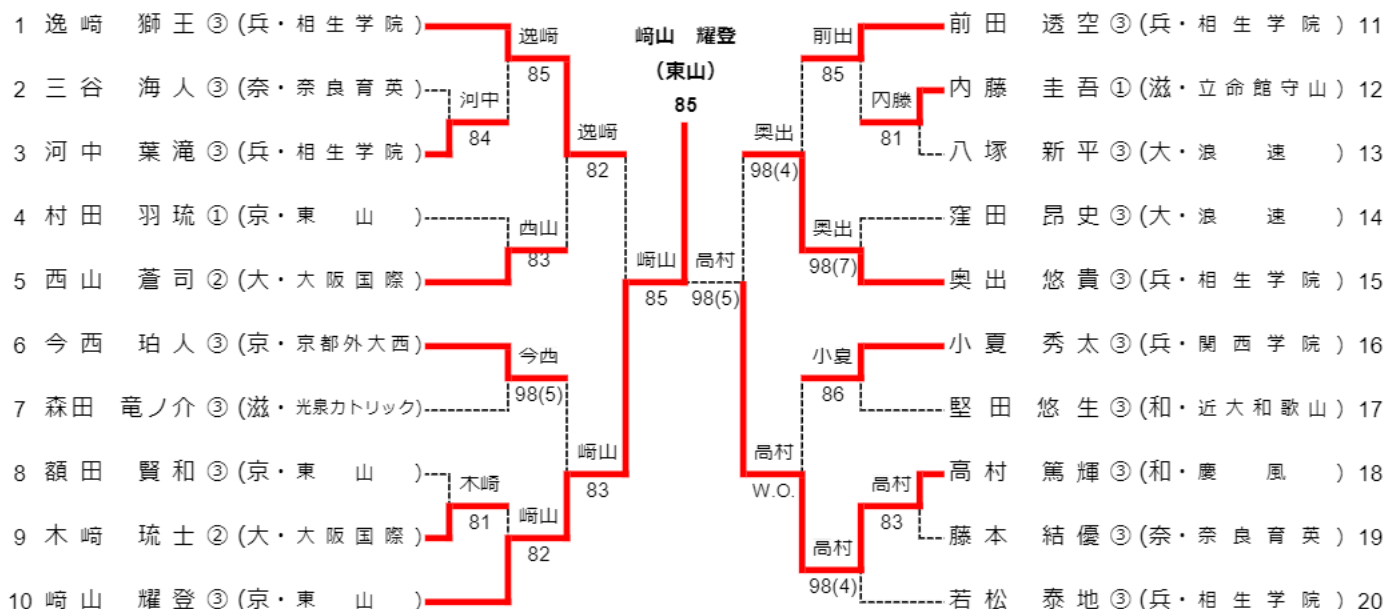 1 逸﨑 獅王③(兵・相生学院)
2 三谷 海人③(奈・奈良育英)
3 河中 葉滝③(兵・相生学院)
4 村田 羽琉①(京・東山)
5 西山 蒼司②(大・大阪国際)
6 今西 珀人③(京・京都外大西)
7 森田 竜ノ介③(滋・光泉カトリック)
8 額田 賢和③(京・東山)
9 木﨑 琉士②(大・大阪国際)
10 﨑山 耀登③(京・東山)
逸﨑
85
河中
84
逸﨑
82
西山
83
﨑山
85
今西
98(5)
﨑山
83
木崎
81
﨑山
82
﨑山 耀登
(東山)
85
高村
98(5)
前田
85
内藤
81
奥出
98(4)
奥出
98(7)
小夏
86
高村
W.O.
高村
83
高村
98(4)
前田 透空③(兵・相生学院) 11
内藤 圭吾①(滋・立命館守山) 12
八塚 新平③(大・浪速) 13
窪田 昂史③(大・浪速) 14
奥出 悠貴③(兵・相生学院) 15
小夏 秀太③(兵・関西学院) 16
堅田 悠生③(和・近大和歌山) 17
高村 篤輝③(和・慶風) 18
藤本 結優③(奈・奈良育英) 19
若松 泰地③(兵・相生学院) 20